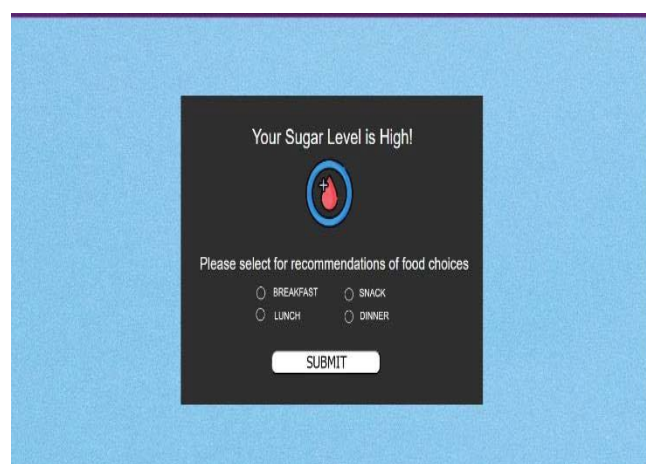 Your Sugar Level is High!
Please select for recommendations of food choices
BREAKFAST SNACK
LUNCH DINNER
SUBMIT